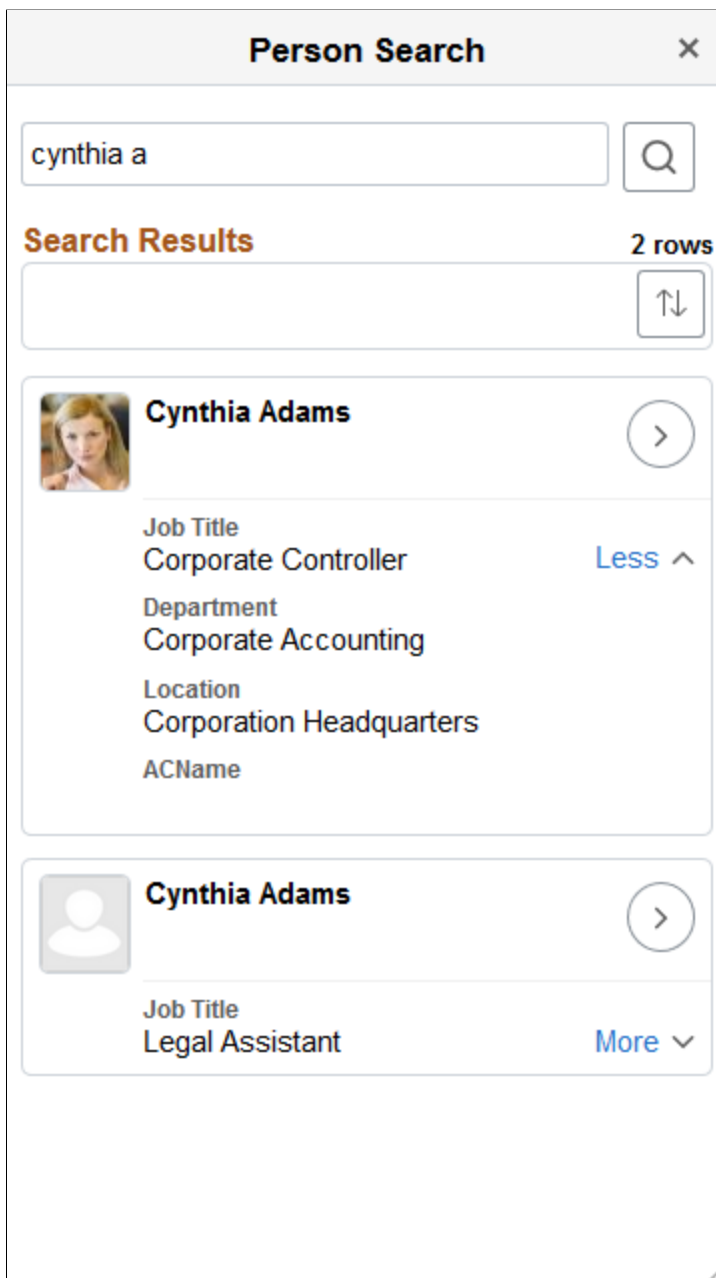 Person Search
cynthia a
Search Results
2 rows
Cynthia Adams
Job Title
Corporate Controller
Less
Department
Corporate Accounting
Location
Corporation Headquarters
ACName
Cynthia Adams
Job Title
Legal Assistant
More